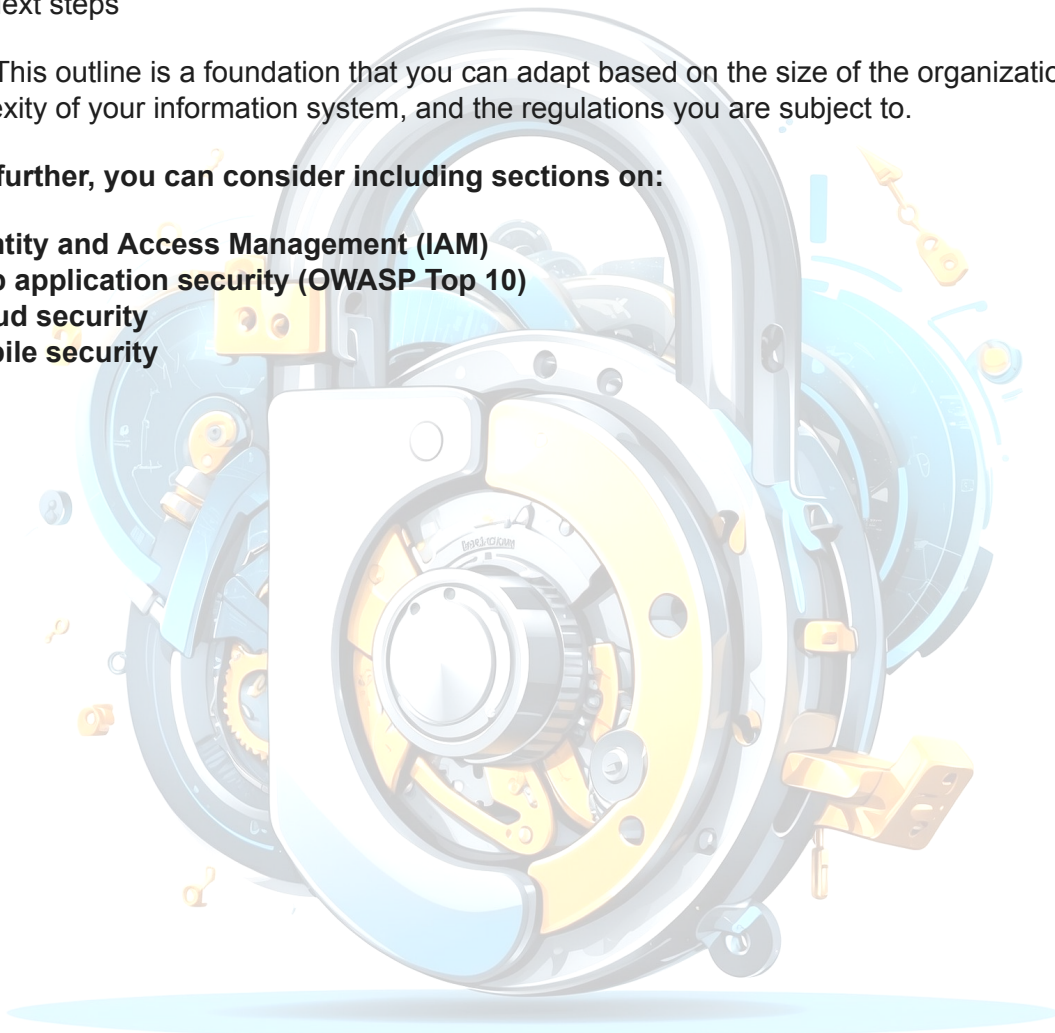 ext steps
This outline is a foundation that you can adapt based on the size of the organizatio
exity of your information system, and the regulations you are subject to.
further, you can consider including sections on:
ntity and Access Management (IAM)
application security (OWASP Top 10)
ud security
bile security